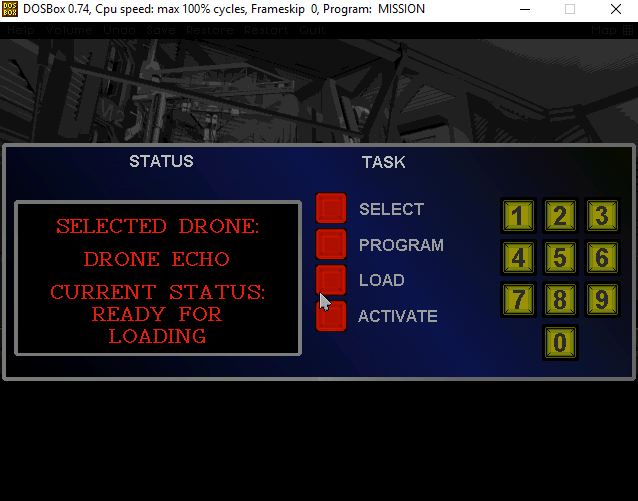 DOSBox 0.74, Cpu speed: max 100% cycles, Frameskip 0, Program: MISSION
Help Volume Undo Save Restore Restart Quit Map
STATUS
TASK
SELECTED DRONE:
DRONE ECHO
CURRENT STATUS:
READY FOR
LOADING
SELECT
PROGRAM
LOAD
ACTIVATE
1 2 3
4 5 6
7 8 9
0